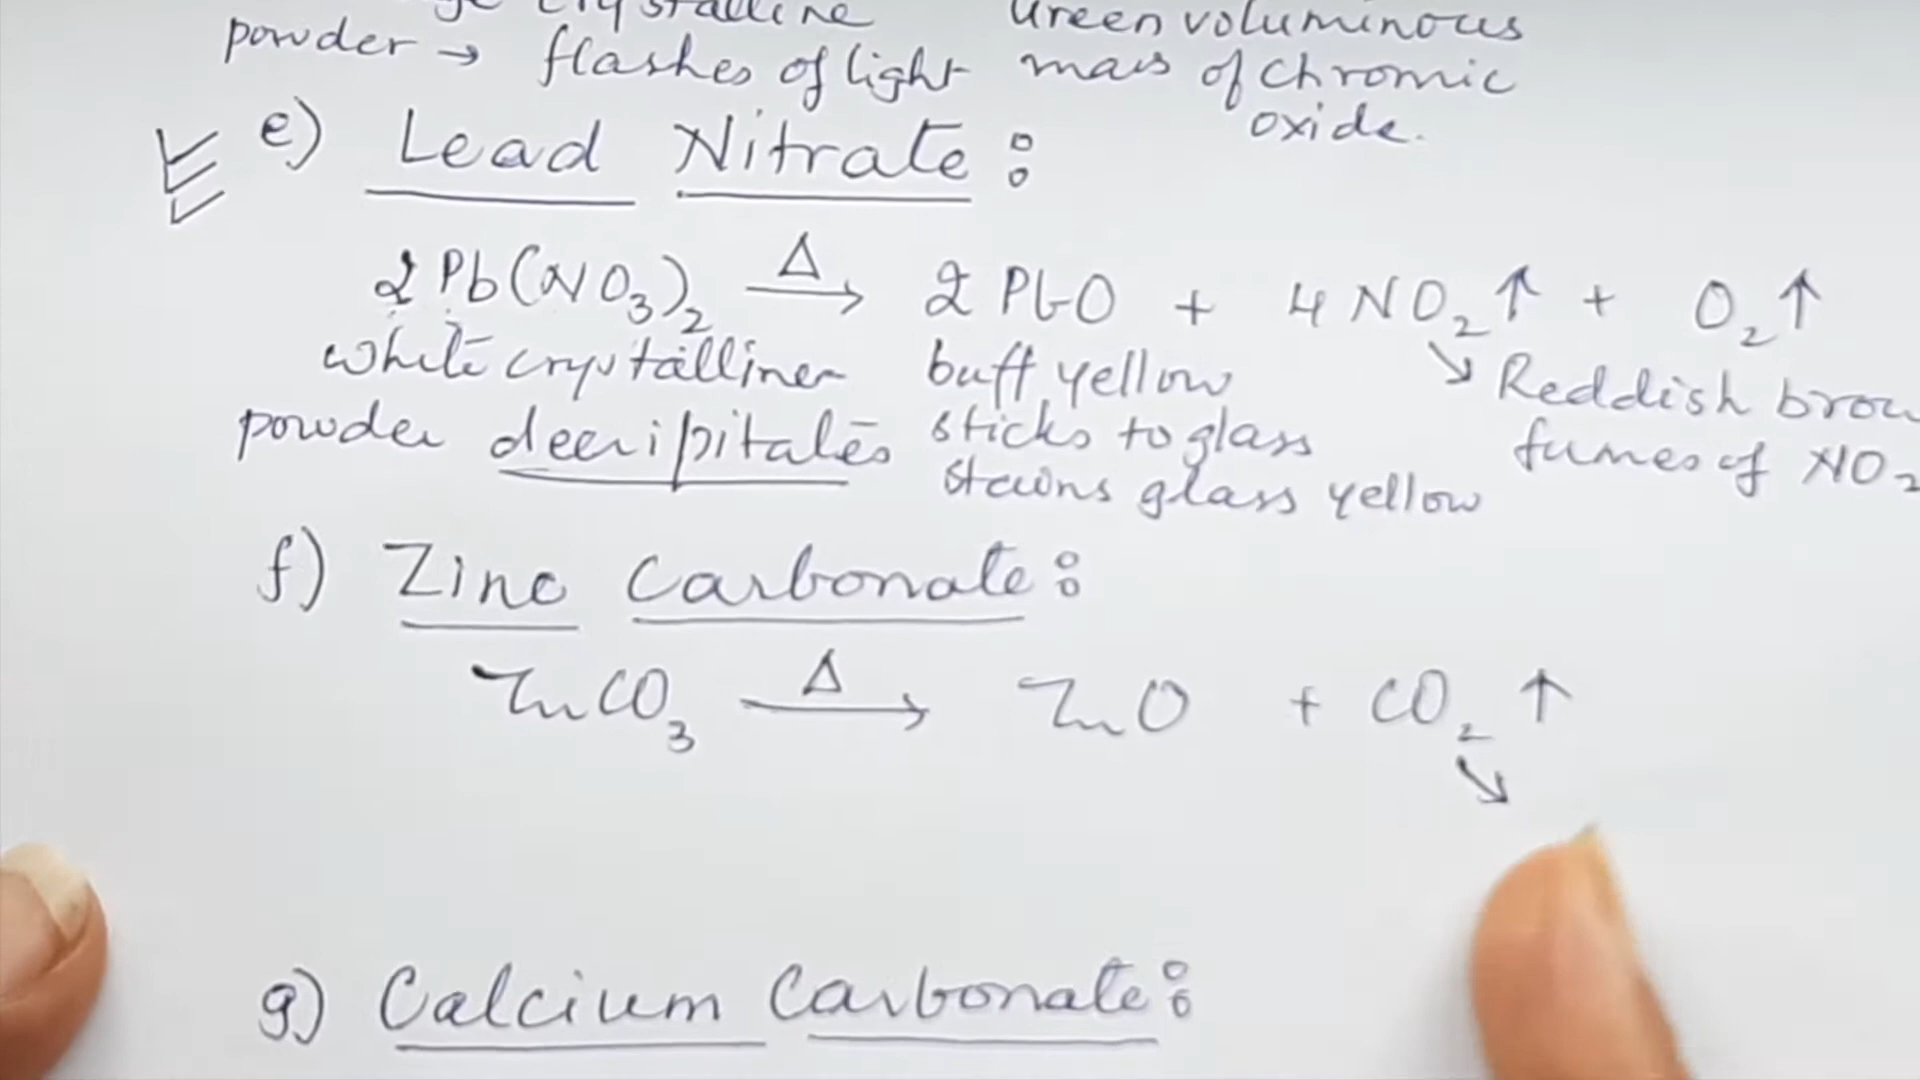 crystalline Green voluminous
powder → flashes of light mass of chromic
oxide.
e) Lead Nitrate :
2Pb(NO₃)₂ Δ→ 2PbO + 4NO₂↑ + O₂↑
white crystalline buff yellow ↘ Reddish brow
powder decripitates sticks to glass fumes of NO₂
stains glass yellow
f) Zinc Carbonate :
ZnCO₃ Δ→ ZnO + CO₂ ↑
↘
g) Calcium Carbonate :